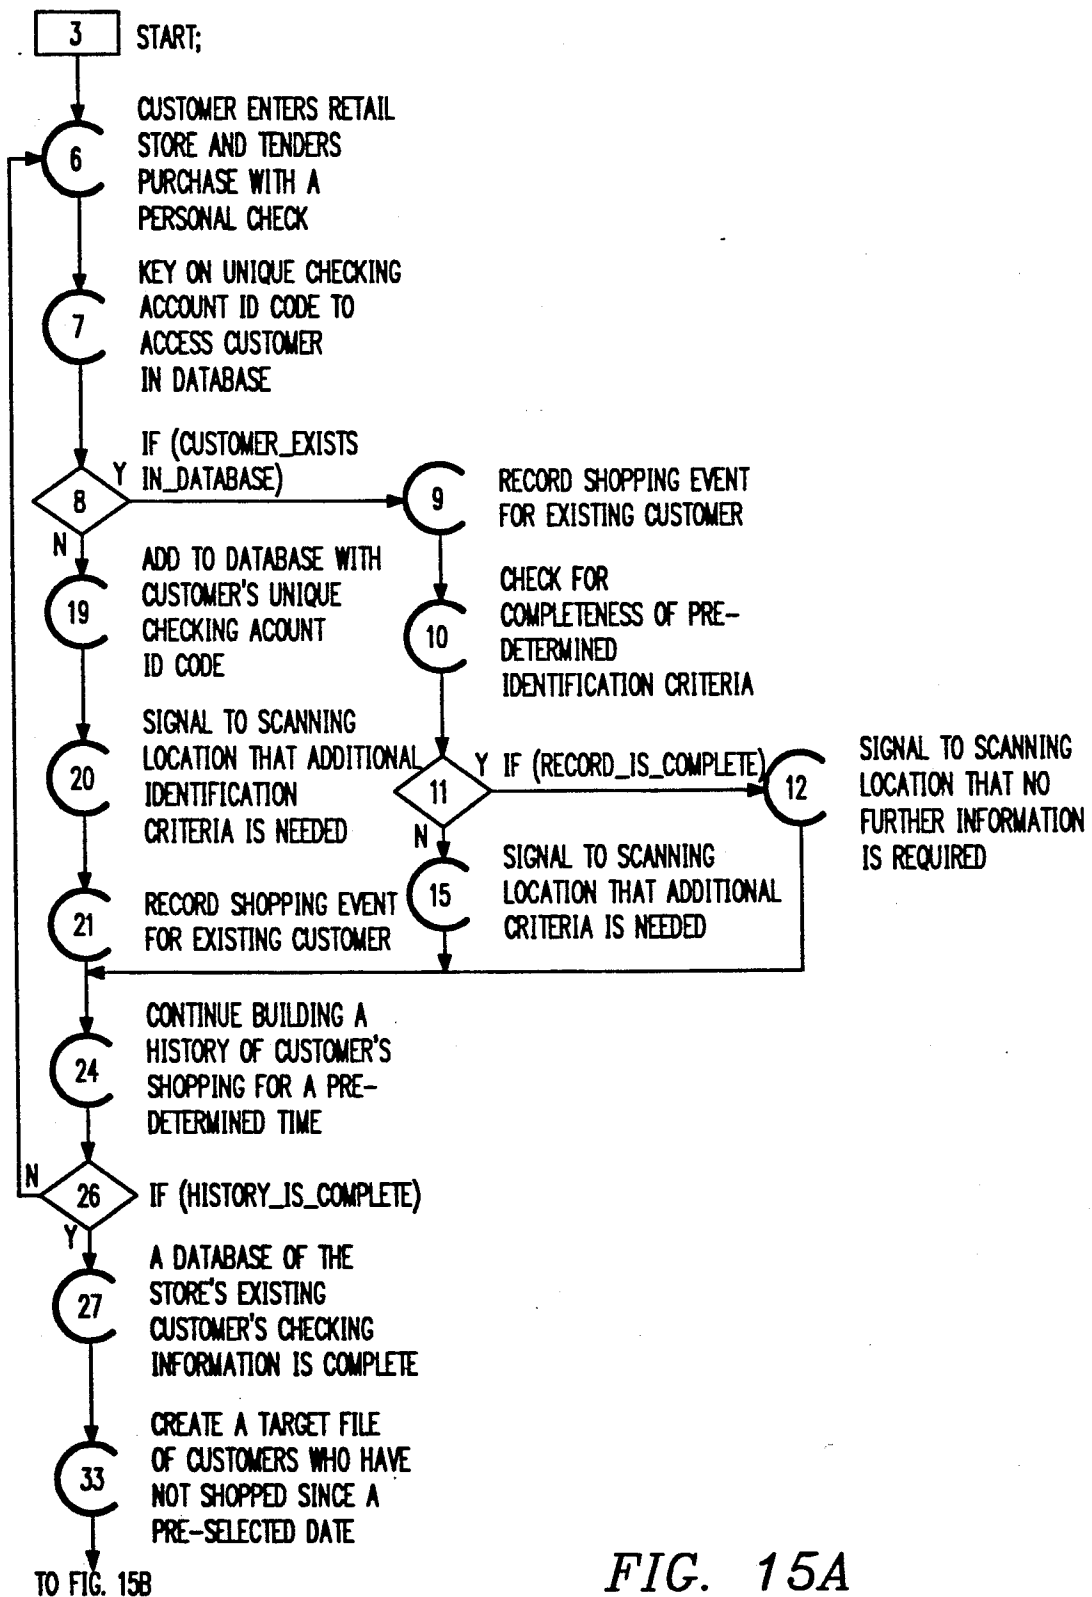 3
START;
CUSTOMER ENTERS RETAIL
STORE AND TENDERS
PURCHASE WITH A
PERSONAL CHECK
6
KEY ON UNIQUE CHECKING
ACCOUNT ID CODE TO
ACCESS CUSTOMER
IN DATABASE
7
IF (CUSTOMER_EXISTS
IN_DATABASE)
Y
8
N
9
RECORD SHOPPING EVENT
FOR EXISTING CUSTOMER
ADD TO DATABASE WITH
CUSTOMER'S UNIQUE
CHECKING ACOUNT
ID CODE
19
10
CHECK FOR
COMPLETENESS OF PRE-
DETERMINED
IDENTIFICATION CRITERIA
SIGNAL TO SCANNING
LOCATION THAT ADDITIONAL
IDENTIFICATION
CRITERIA IS NEEDED
20
11
Y IF (RECORD_IS_COMPLETE)
N
12
SIGNAL TO SCANNING
LOCATION THAT NO
FURTHER INFORMATION
IS REQUIRED
15
SIGNAL TO SCANNING
LOCATION THAT ADDITIONAL
CRITERIA IS NEEDED
21
RECORD SHOPPING EVENT
FOR EXISTING CUSTOMER
24
CONTINUE BUILDING A
HISTORY OF CUSTOMER'S
SHOPPING FOR A PRE-
DETERMINED TIME
N
26
IF (HISTORY_IS_COMPLETE)
Y
27
A DATABASE OF THE
STORE'S EXISTING
CUSTOMER'S CHECKING
INFORMATION IS COMPLETE
33
CREATE A TARGET FILE
OF CUSTOMERS WHO HAVE
NOT SHOPPED SINCE A
PRE-SELECTED DATE
TO FIG. 15B
FIG. 15A